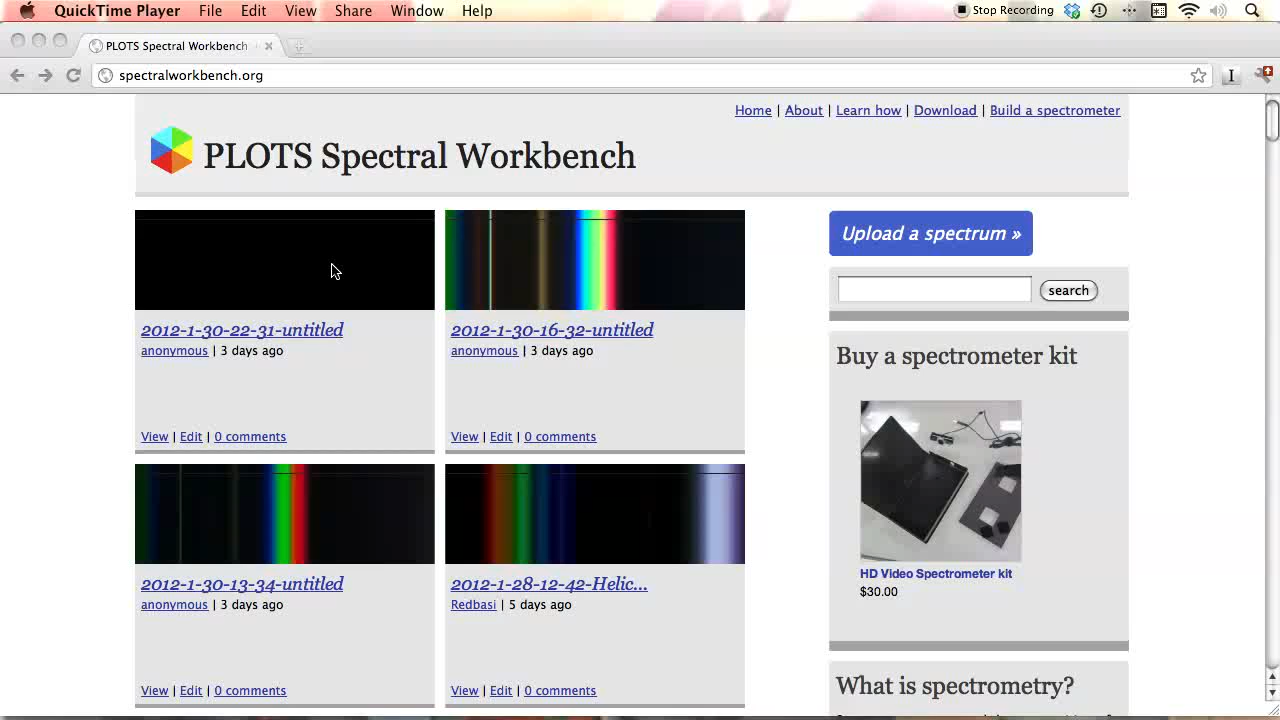 QuickTime Player File Edit View Share Window Help Stop Recording
PLOTS Spectral Workbench
spectralworkbench.org
Home | About | Learn how | Download | Build a spectrometer
PLOTS Spectral Workbench
Upload a spectrum »
search
2012-1-30-22-31-untitled
anonymous | 3 days ago
View | Edit | 0 comments
2012-1-30-16-32-untitled
anonymous | 3 days ago
View | Edit | 0 comments
Buy a spectrometer kit
HD Video Spectrometer kit
$30.00
2012-1-30-13-34-untitled
anonymous | 3 days ago
View | Edit | 0 comments
2012-1-28-12-42-Helic...
Redbasi | 5 days ago
View | Edit | 0 comments
What is spectrometry?